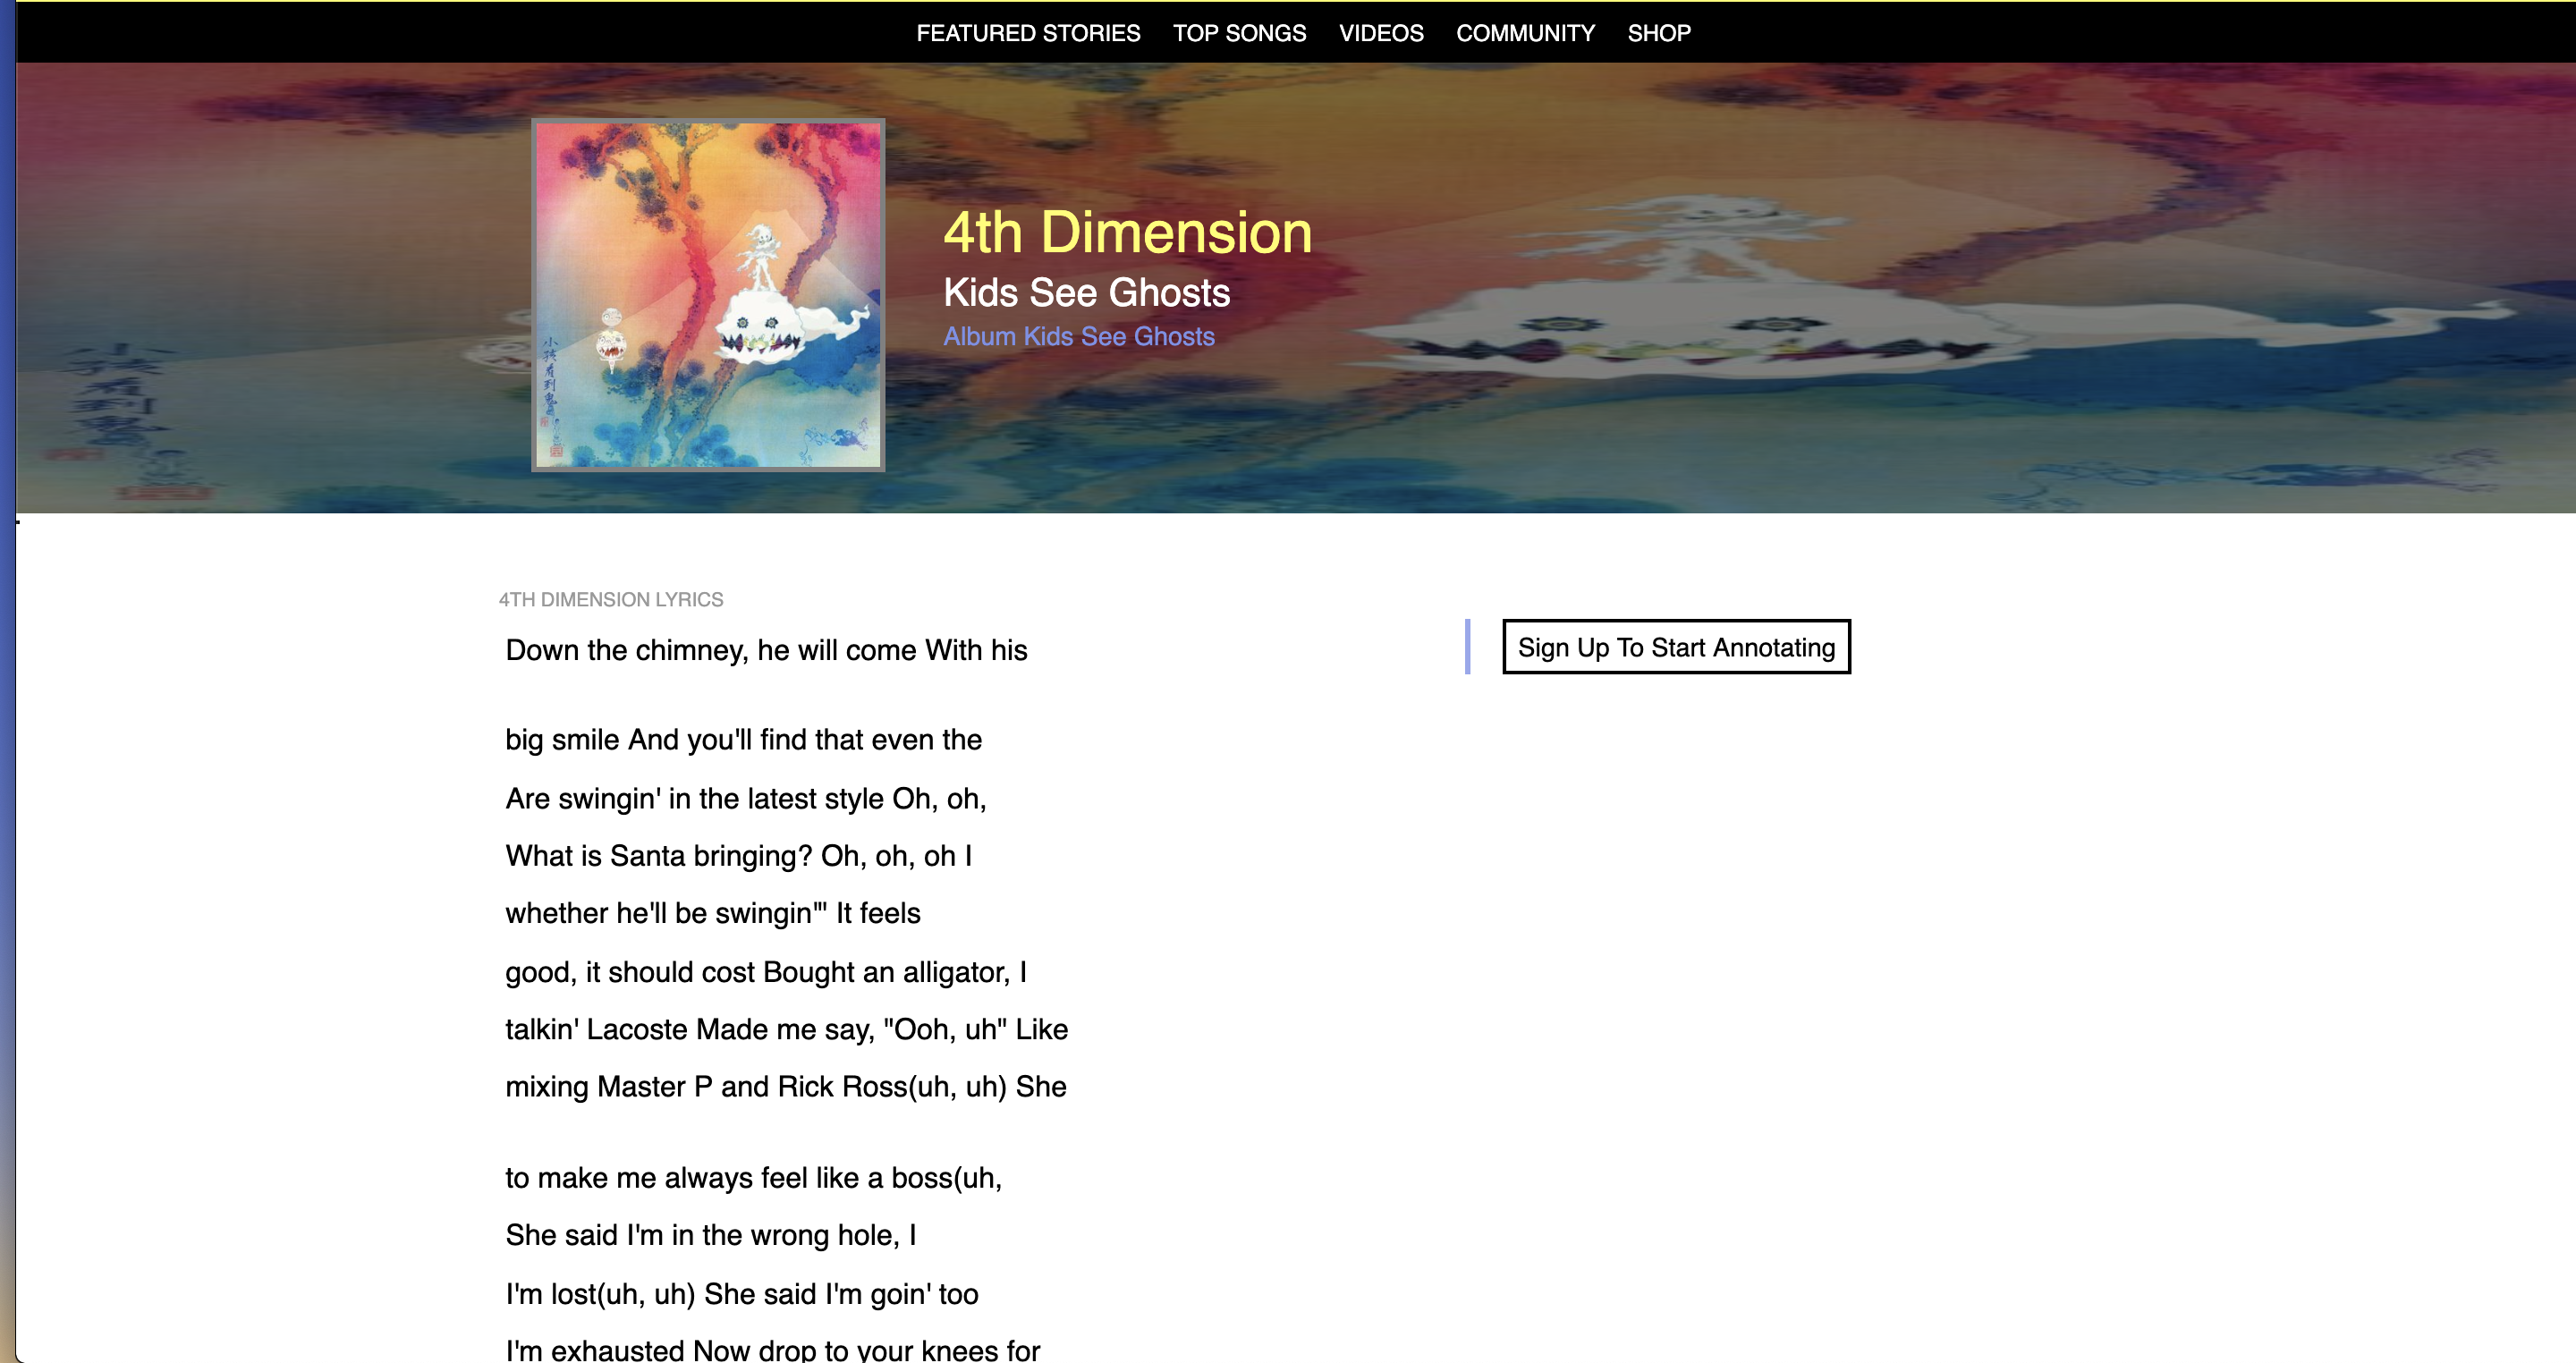 FEATURED STORIES TOP SONGS VIDEOS COMMUNITY SHOP
4th Dimension
Kids See Ghosts
Album Kids See Ghosts
小孩看到鬼
4TH DIMENSION LYRICS
Down the chimney, he will come With his
big smile And you'll find that even the
Are swingin' in the latest style Oh, oh,
What is Santa bringing? Oh, oh, oh I
whether he'll be swingin'" It feels
good, it should cost Bought an alligator, I
talkin' Lacoste Made me say, "Ooh, uh" Like
mixing Master P and Rick Ross(uh, uh) She
to make me always feel like a boss(uh,
She said I'm in the wrong hole, I
I'm lost(uh, uh) She said I'm goin' too
I'm exhausted Now drop to your knees for
Sign Up To Start Annotating